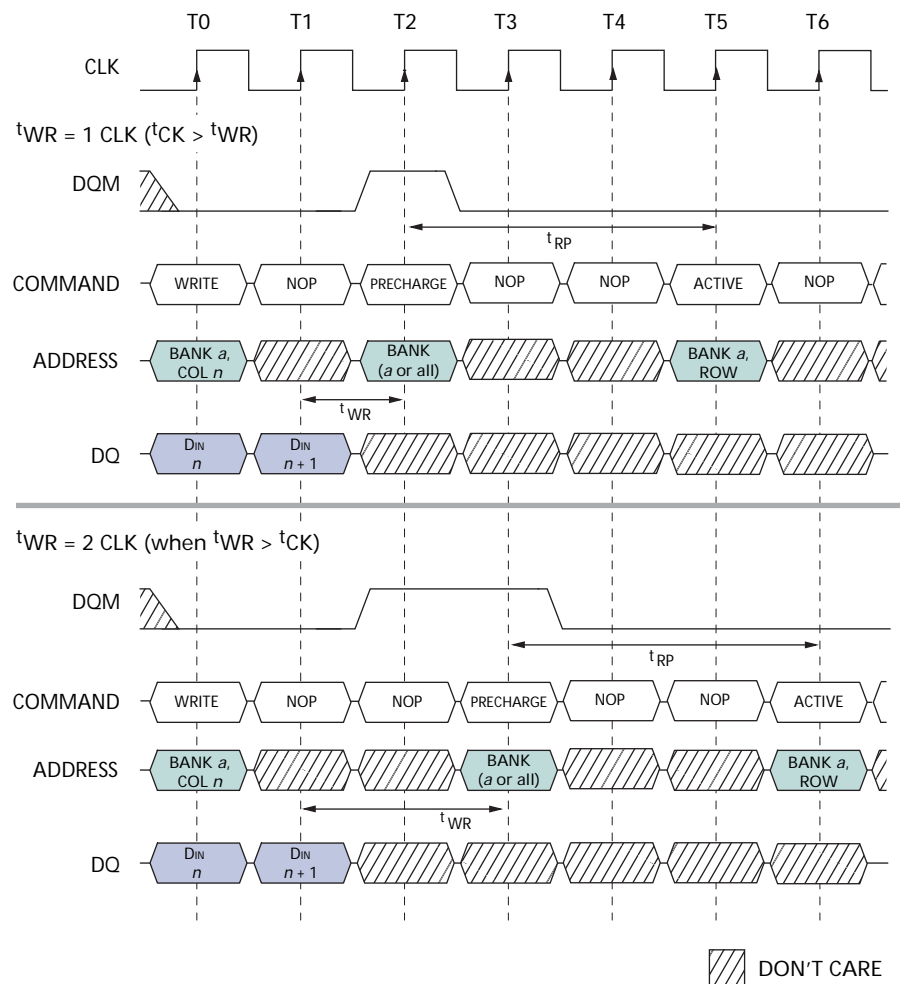 T0 T1 T2 T3 T4 T5 T6
CLK
tWR = 1 CLK (tCK > tWR)
DQM
tRP
COMMAND WRITE NOP PRECHARGE NOP NOP ACTIVE NOP
ADDRESS BANK a, COL n BANK (a or all) BANK a, ROW
tWR
DQ DIN n DIN n + 1
tWR = 2 CLK (when tWR > tCK)
DQM
tRP
COMMAND WRITE NOP NOP PRECHARGE NOP NOP ACTIVE
ADDRESS BANK a, COL n BANK (a or all) BANK a, ROW
tWR
DQ DIN n DIN n + 1
DON'T CARE